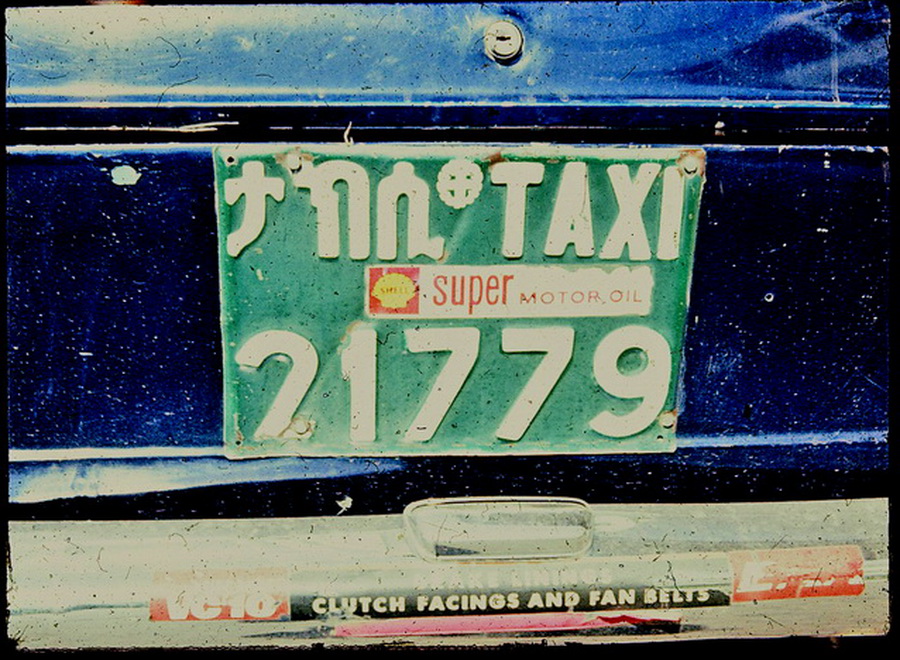 ታክሲ TAXI
SHELL super MOTOR OIL
21779
VC10 CLUTCH FACINGS AND FAN BELTS